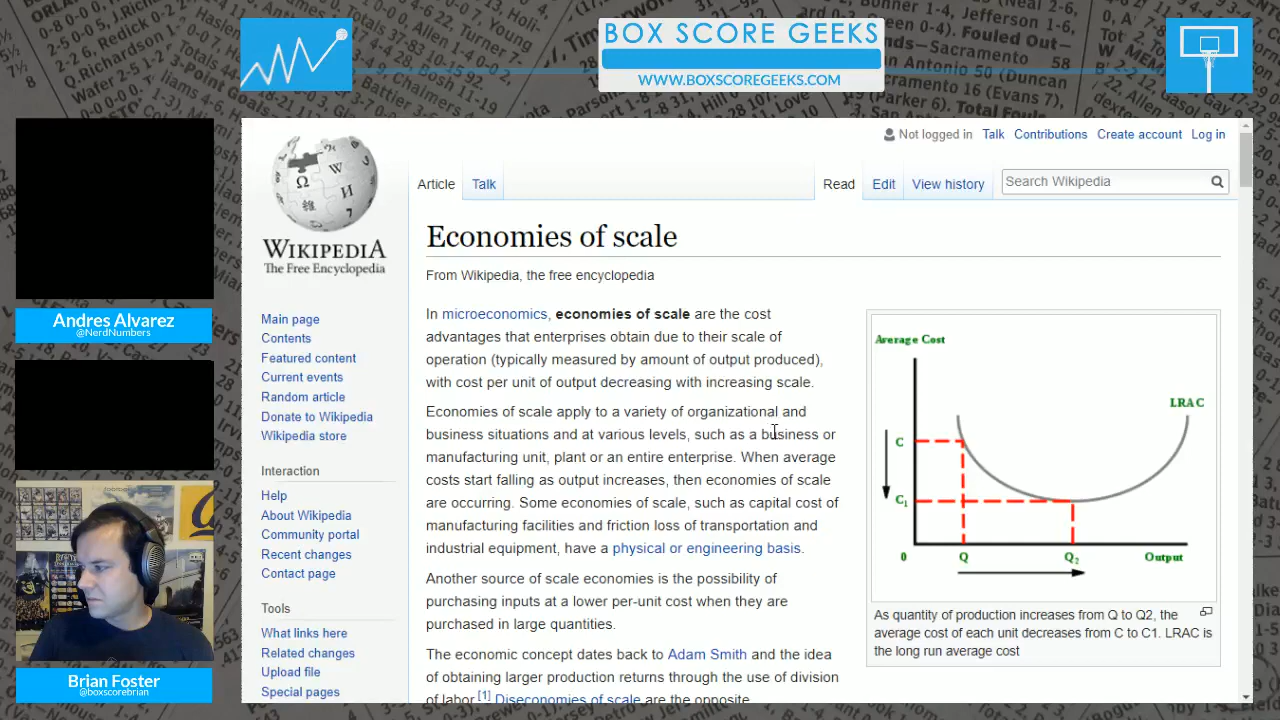 BOX SCORE GEEKS
WWW.BOXSCOREGEEKS.COM
Andres Alvarez
@NerdNumbers
Brian Foster
@boxscorebrian
WIKIPEDIA
The Free Encyclopedia
Main page
Contents
Featured content
Current events
Random article
Donate to Wikipedia
Wikipedia store
Interaction
Help
About Wikipedia
Community portal
Recent changes
Contact page
Tools
What links here
Related changes
Upload file
Special pages
Not logged in Talk Contributions Create account Log in
Article Talk Read Edit View history Search Wikipedia
Economies of scale
From Wikipedia, the free encyclopedia
In microeconomics, economies of scale are the cost
advantages that enterprises obtain due to their scale of
operation (typically measured by amount of output produced),
with cost per unit of output decreasing with increasing scale.
Economies of scale apply to a variety of organizational and
business situations and at various levels, such as a business or
manufacturing unit, plant or an entire enterprise. When average
costs start falling as output increases, then economies of scale
are occurring. Some economies of scale, such as capital cost of
manufacturing facilities and friction loss of transportation and
industrial equipment, have a physical or engineering basis.
Another source of scale economies is the possibility of
purchasing inputs at a lower per-unit cost when they are
purchased in large quantities.
The economic concept dates back to Adam Smith and the idea
of obtaining larger production returns through the use of division
of labor.[1] Diseconomies of scale are the opposite.
Average Cost
LRAC
C
C1
0 Q Q2 Output
As quantity of production increases from Q to Q2, the
average cost of each unit decreases from C to C1. LRAC is
the long run average cost